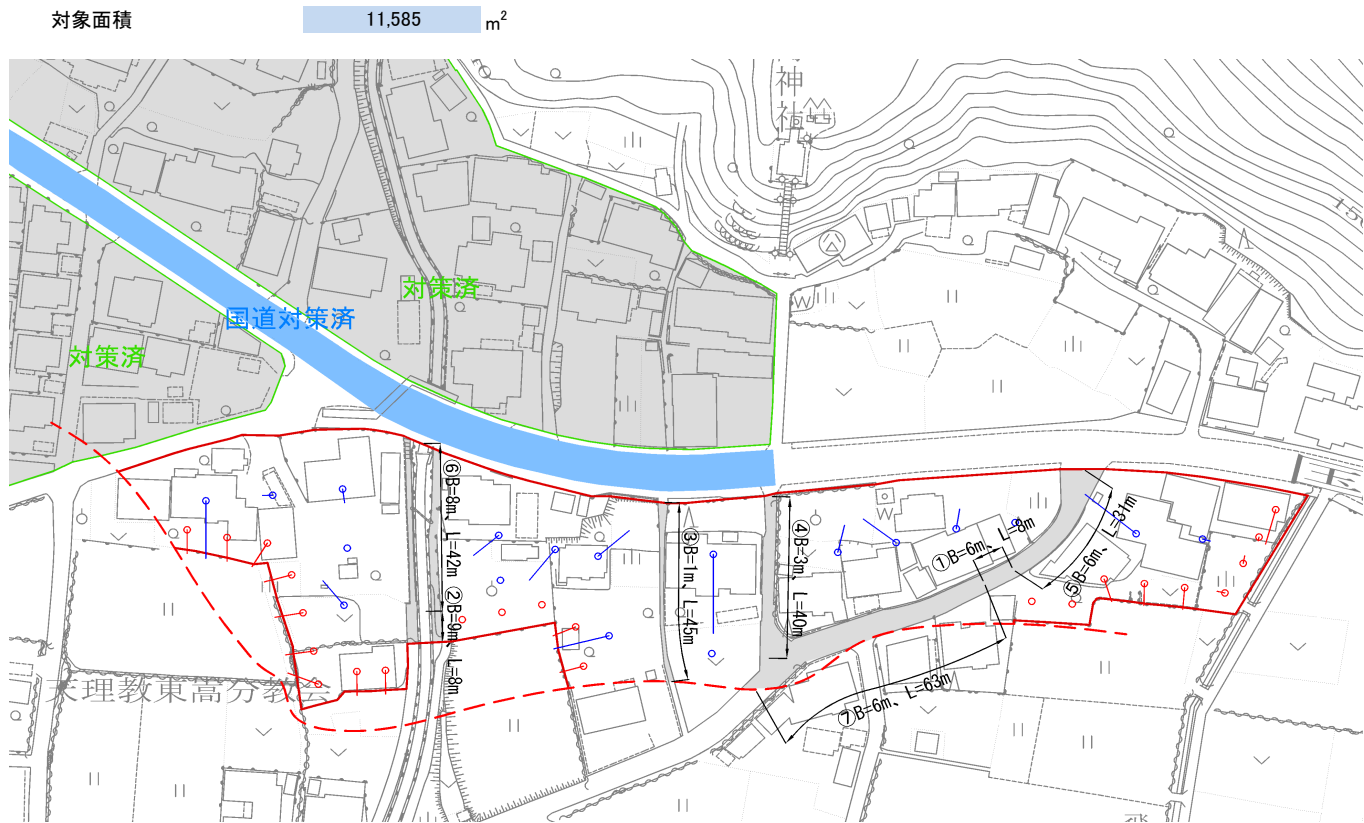 対象面積 11,585 m²
神
社
対策済
国道対策済
対策済
W
W
⑥B=8m、L=42m
②B=9m、L=8m
③B=1m、L=45m
④B=3m、L=40m
①B=6m、L=8m
⑤B=6m、L=31m
⑦B=6m、L=63m
天理教東高分教会